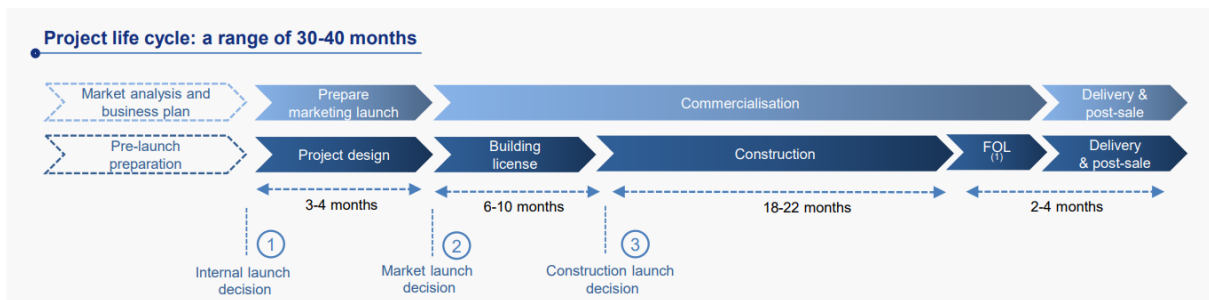 Project life cycle: a range of 30-40 months
Market analysis and
business plan
Prepare
marketing launch
Commercialisation
Delivery &
post-sale
Pre-launch
preparation
Project design
Building
license
Construction
FOL
(1)
Delivery
& post-sale
3-4 months
6-10 months
18-22 months
2-4 months
1
Internal launch
decision
2
Market launch
decision
3
Construction launch
decision